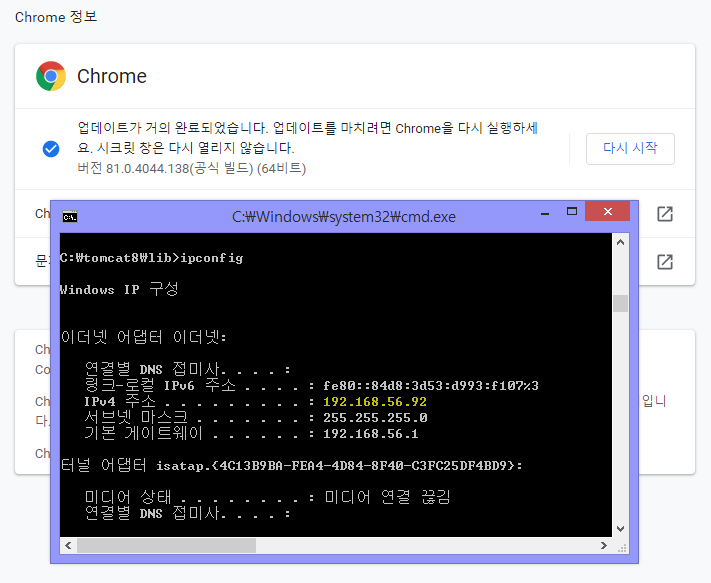 Chrome 정보
Chrome
업데이트가 거의 완료되었습니다. 업데이트를 마치려면 Chrome을 다시 실행하세
요. 시크릿 창은 다시 열리지 않습니다.
버전 81.0.4044.138(공식 빌드) (64비트)
다시 시작
Ch
C:\Windows\system32\cmd.exe
C:\tomcat8\lib>ipconfig
문
Windows IP 구성
이더넷 어댑터 이더넷:
Ch
연결별 DNS 접미사. . . . :
Co
링크-로컬 IPv6 주소 . . . . : fe80::84d8:3d53:d993:f107%3
Ch
IPv4 주소 . . . . . . . . . : 192.168.56.92
입니
다.
서브넷 마스크 . . . . . . . : 255.255.255.0
기본 게이트웨이 . . . . . . : 192.168.56.1
Ch
터널 어댑터 isatap.{4C13B9BA-FEA4-4D84-8F40-C3FC25DF4BD9}:
미디어 상태 . . . . . . . . : 미디어 연결 끊김
연결별 DNS 접미사. . . . :